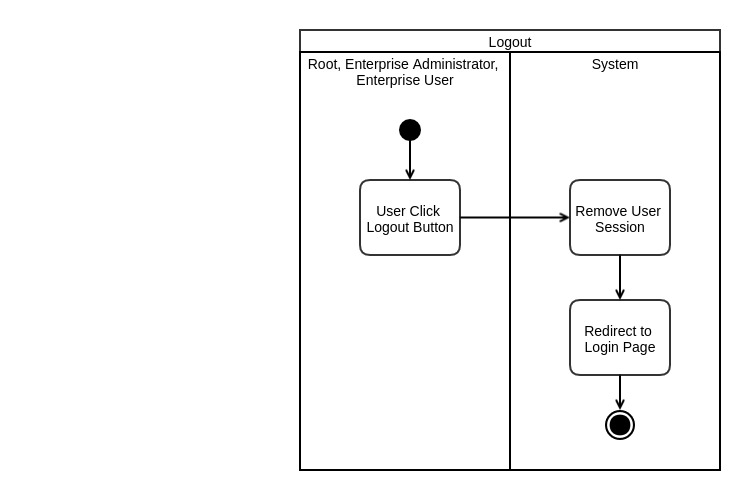 Logout
Root, Enterprise Administrator,
Enterprise User
System
User Click
Logout Button
Remove User
Session
Redirect to
Login Page